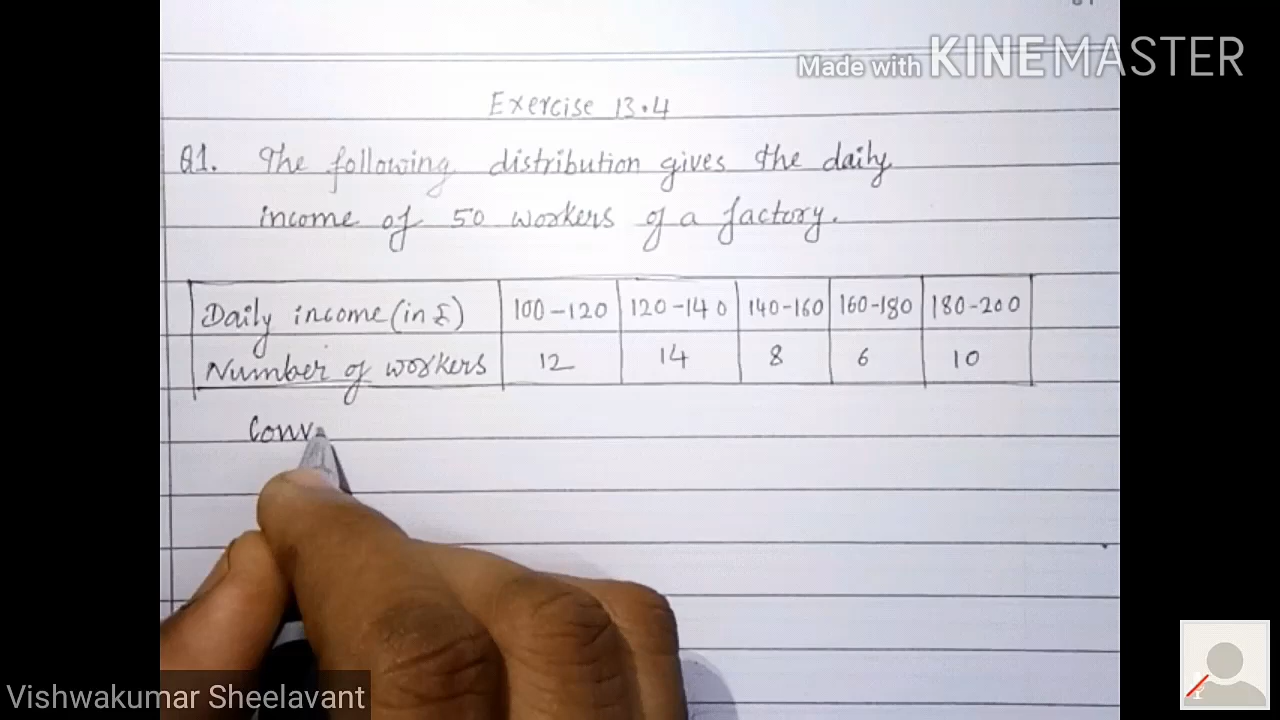 Made with KINEMASTER
Exercise 13.4
Q1. The following distribution gives the daily
income of 50 workers of a factory.
Daily income (in ₹) 100-120 120-140 140-160 160-180 180-200
Number of workers 12 14 8 6 10
Conv
Vishwakumar Sheelavant